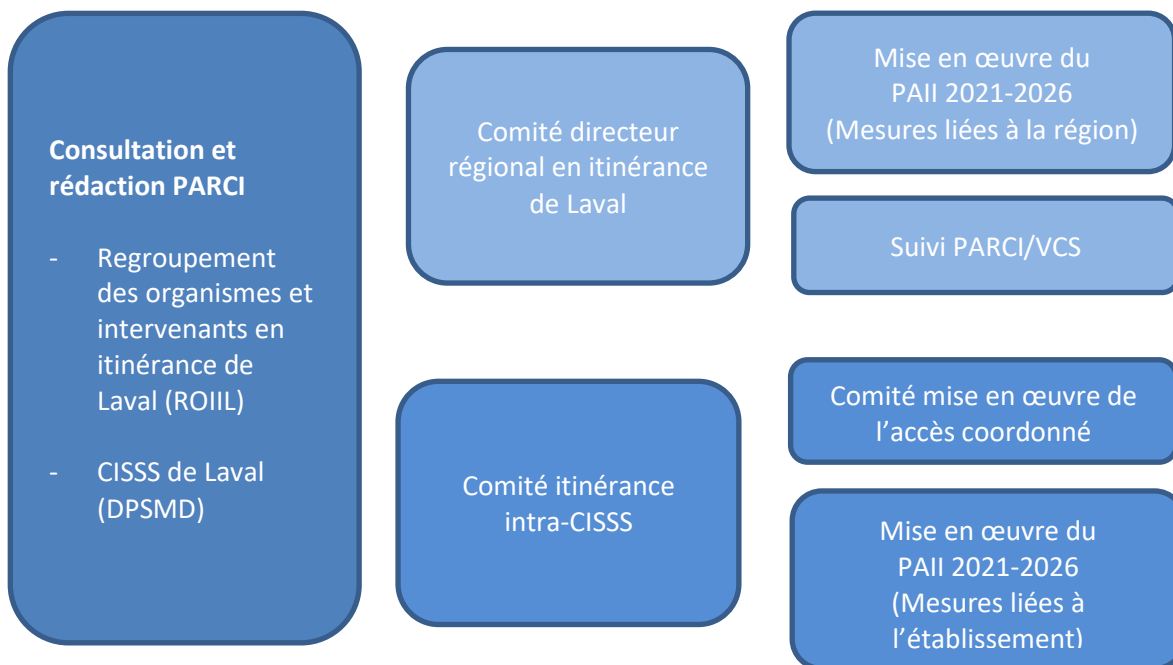 Consultation et
rédaction PARCI
- Regroupement
des organismes et
intervenants en
itinérance de
Laval (ROIIL)
- CISSS de Laval
(DPSMD)
Comité directeur
régional en itinérance
de Laval
Comité itinérance
intra-CISSS
Mise en œuvre du
PAII 2021-2026
(Mesures liées à la région)
Suivi PARCI/VCS
Comité mise en œuvre de
l’accès coordonné
Mise en œuvre du
PAII 2021-2026
(Mesures liées à
l’établissement)